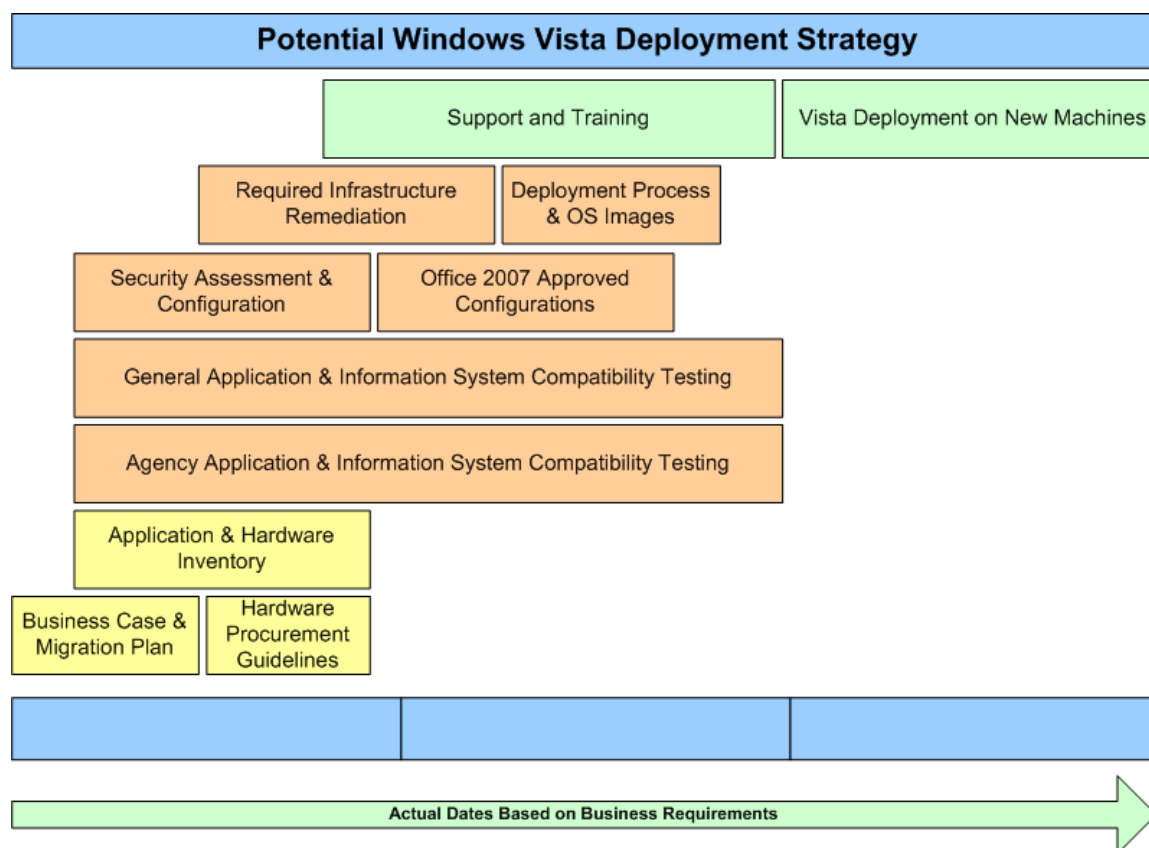 Potential Windows Vista Deployment Strategy
Support and Training
Vista Deployment on New Machines
Required Infrastructure
Remediation
Deployment Process
& OS Images
Security Assessment &
Configuration
Office 2007 Approved
Configurations
General Application & Information System Compatibility Testing
Agency Application & Information System Compatibility Testing
Application & Hardware
Inventory
Business Case &
Migration Plan
Hardware
Procurement
Guidelines
Actual Dates Based on Business Requirements